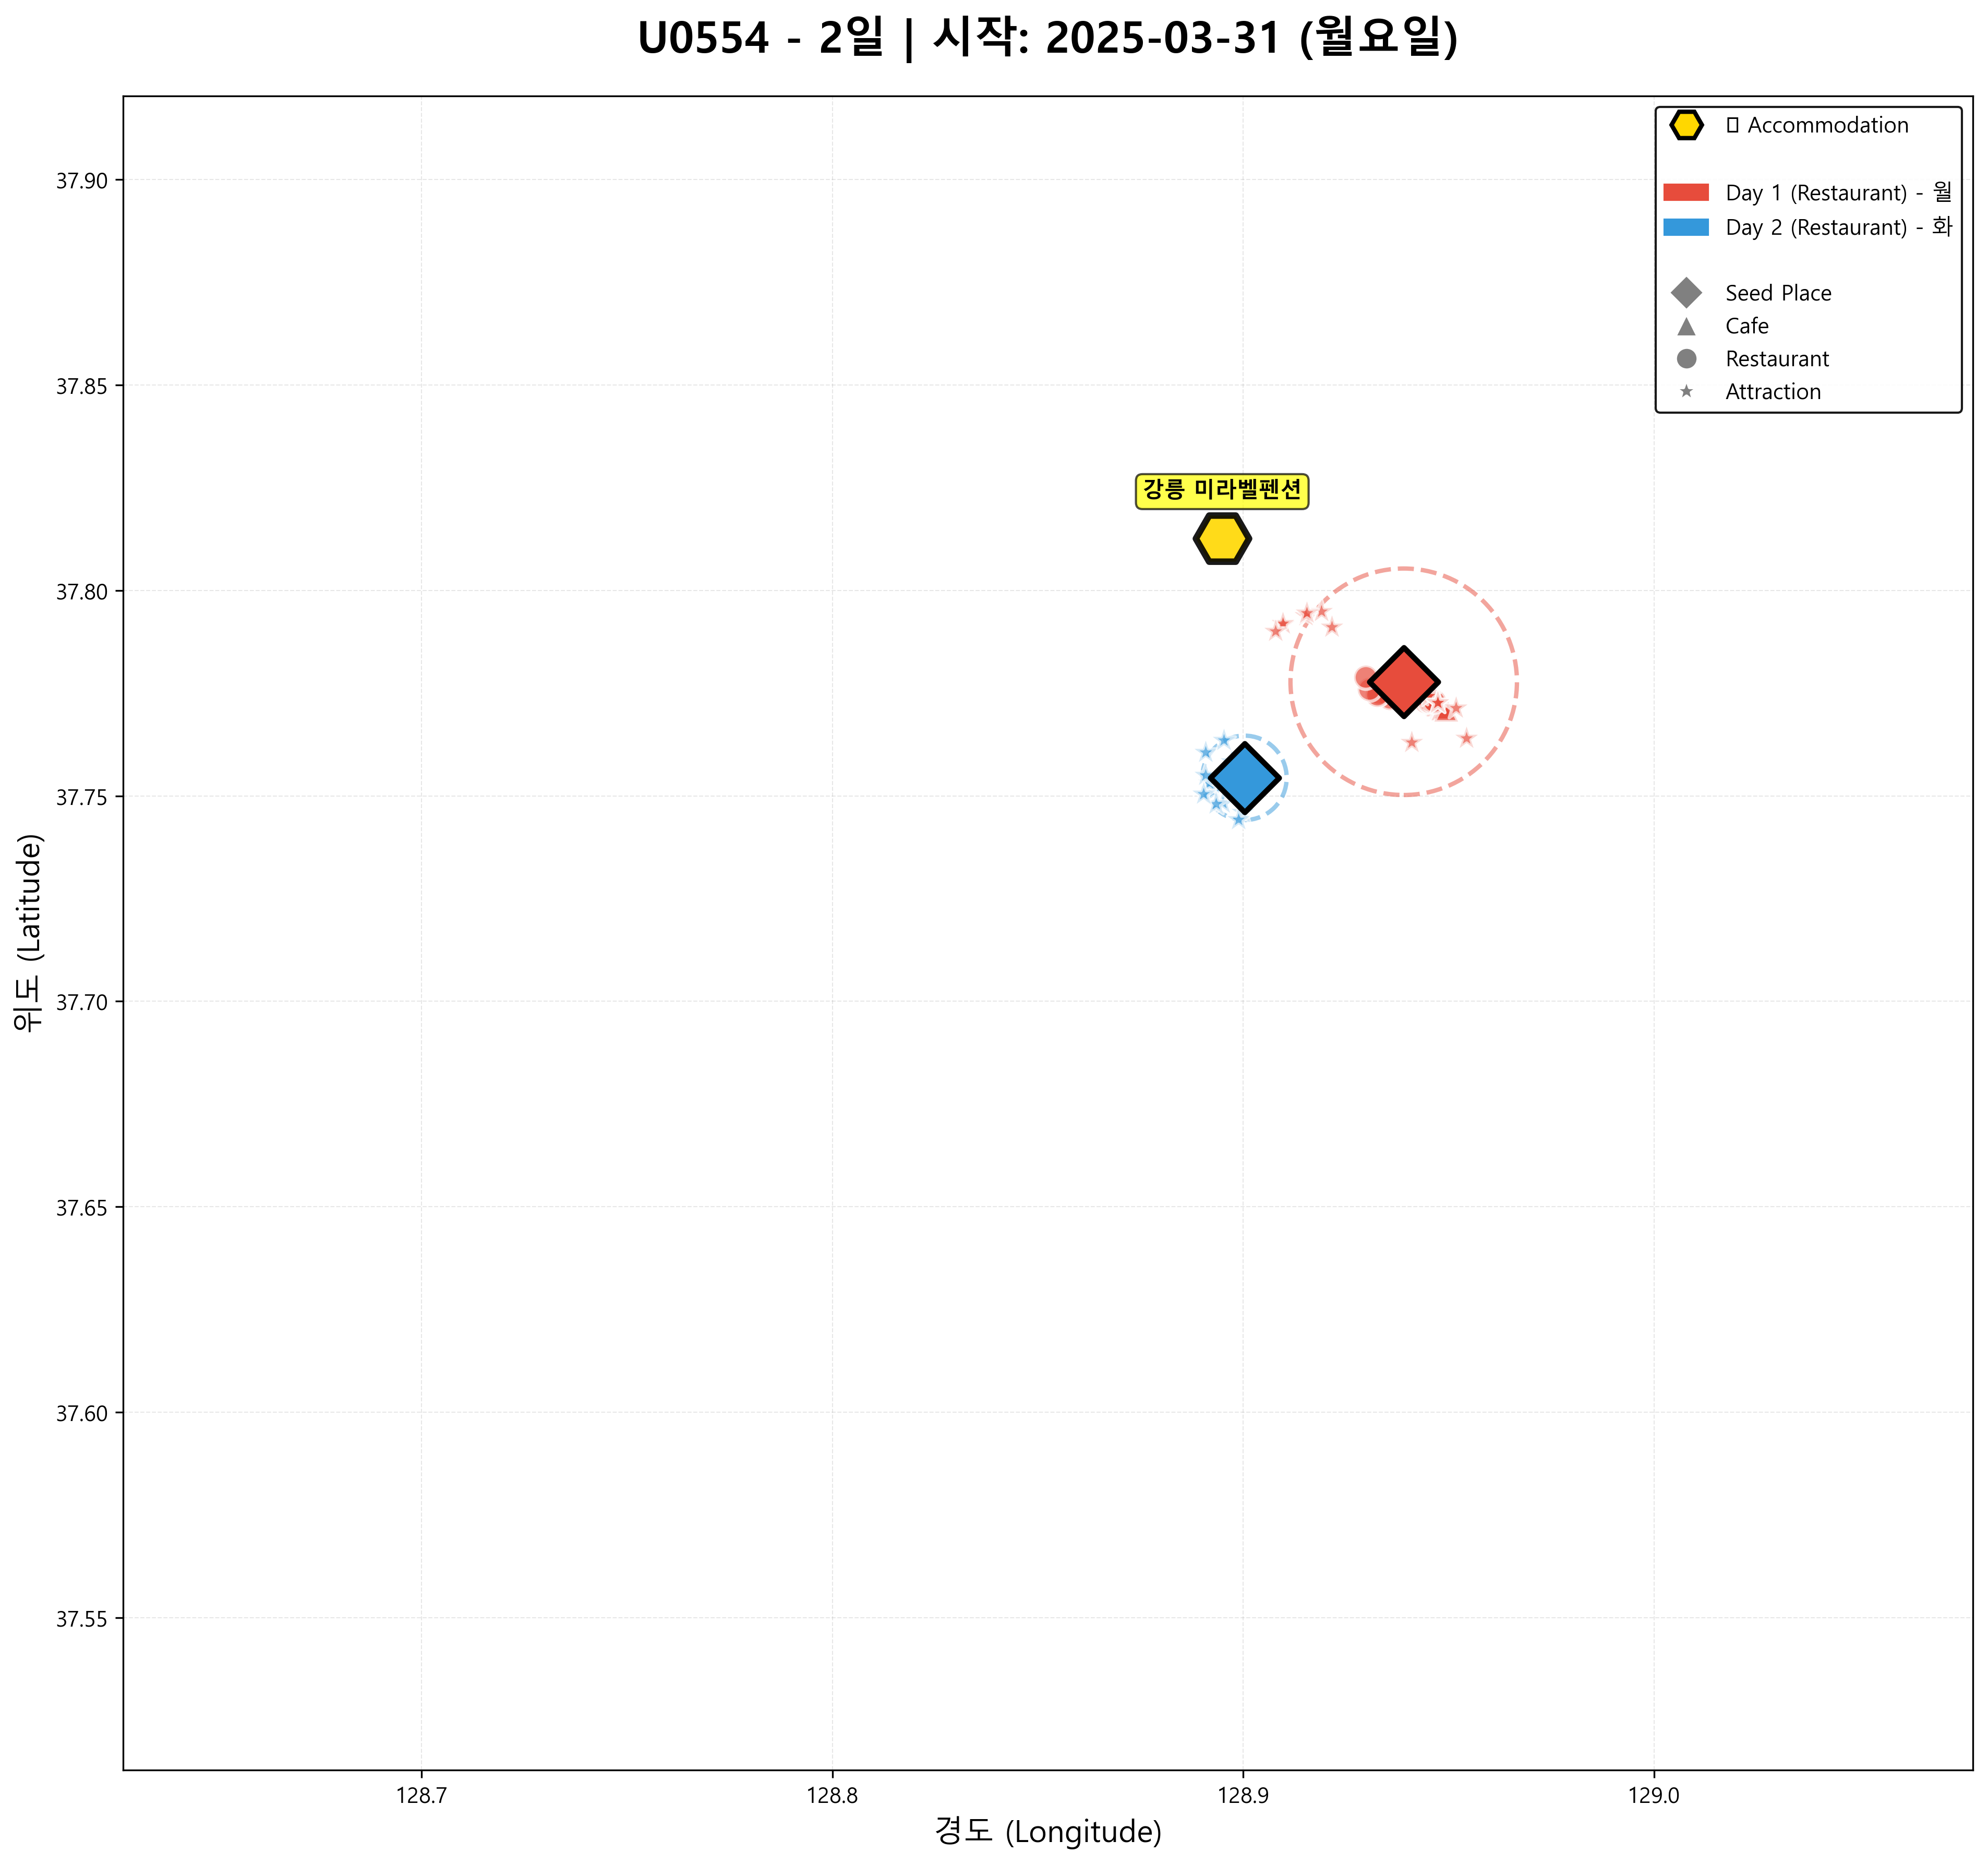 U0554 - 2일 | 시작: 2025-03-31 (월요일)
▯ Accommodation
Day 1 (Restaurant) - 월
Day 2 (Restaurant) - 화
Seed Place
Cafe
Restaurant
Attraction
강릉 미라벨펜션
위도 (Latitude)
37.90
37.85
37.80
37.75
37.70
37.65
37.60
37.55
128.7
128.8
128.9
129.0
경도 (Longitude)